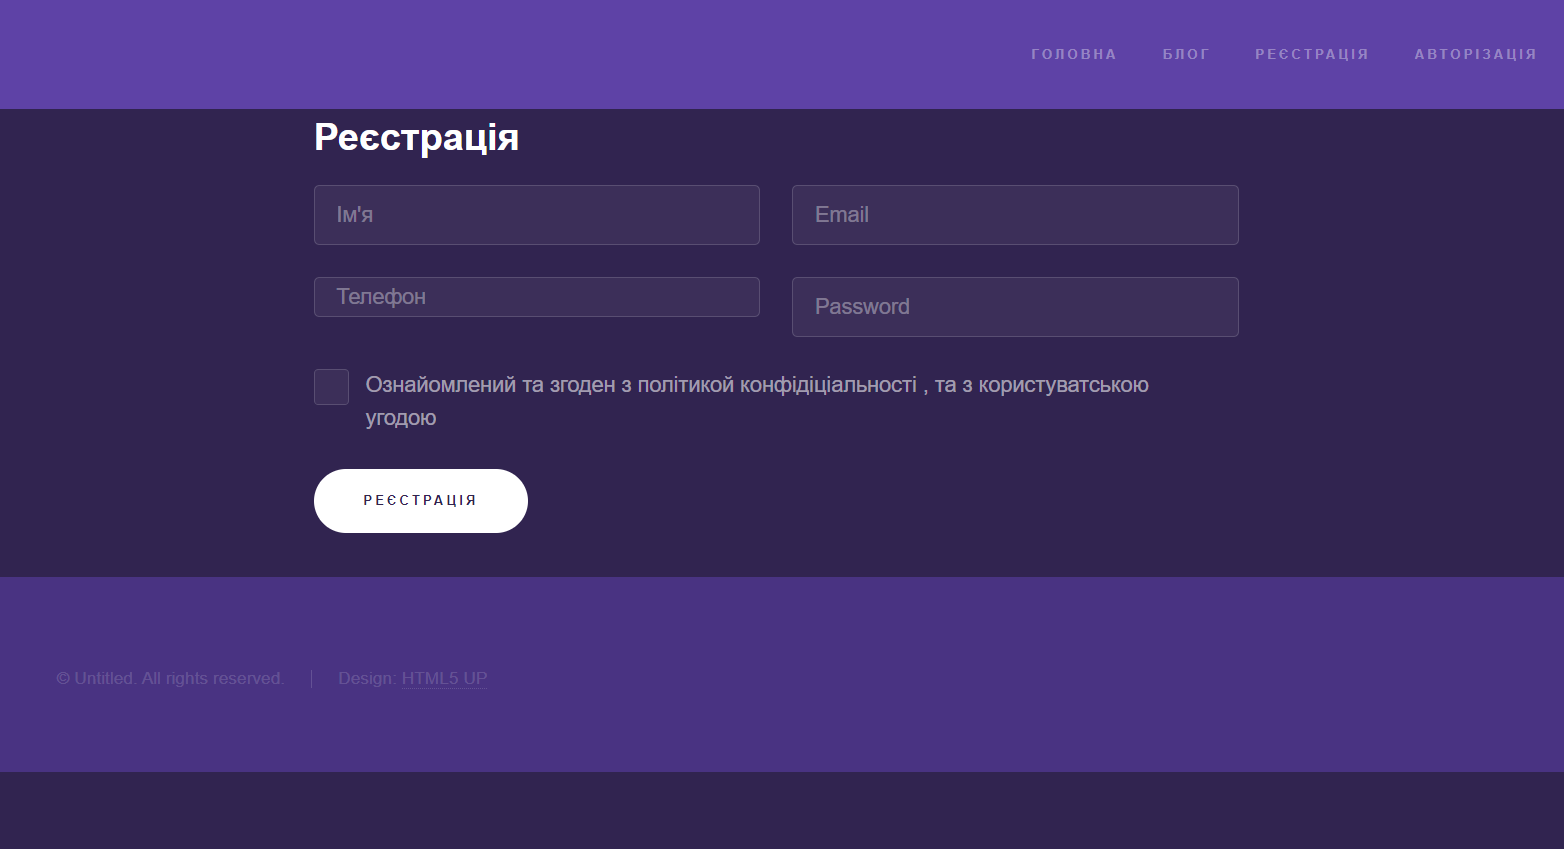 ГОЛОВНА БЛОГ РЕЄСТРАЦІЯ АВТОРІЗАЦІЯ
Реєстрація
Ім'я Email
Телефон Password
Ознайомлений та згоден з політикой конфідіціальності , та з користуватською
угодою
РЕЄСТРАЦІЯ
© Untitled. All rights reserved. Design: HTML5 UP